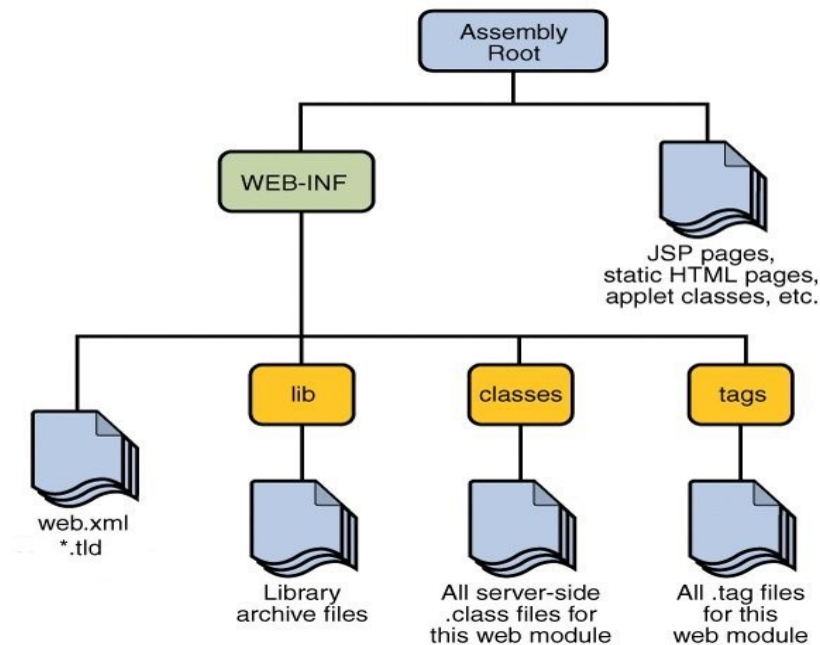 Assembly
Root
WEB-INF
JSP pages,
static HTML pages,
applet classes, etc.
lib
classes
tags
web.xml
*.tld
Library
archive files
All server-side
.class files for
this web module
All .tag files
for this
web module